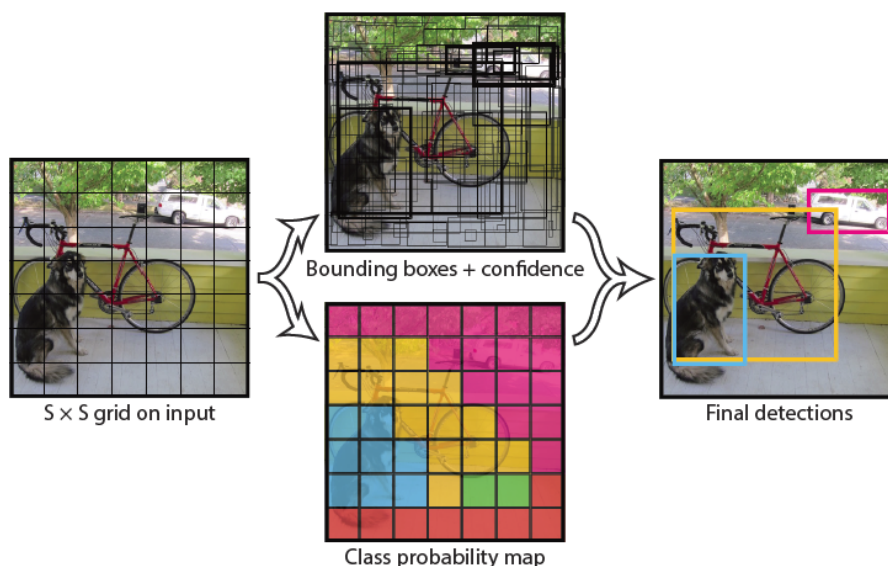 Bounding boxes + confidence
S × S grid on input
Final detections
Class probability map